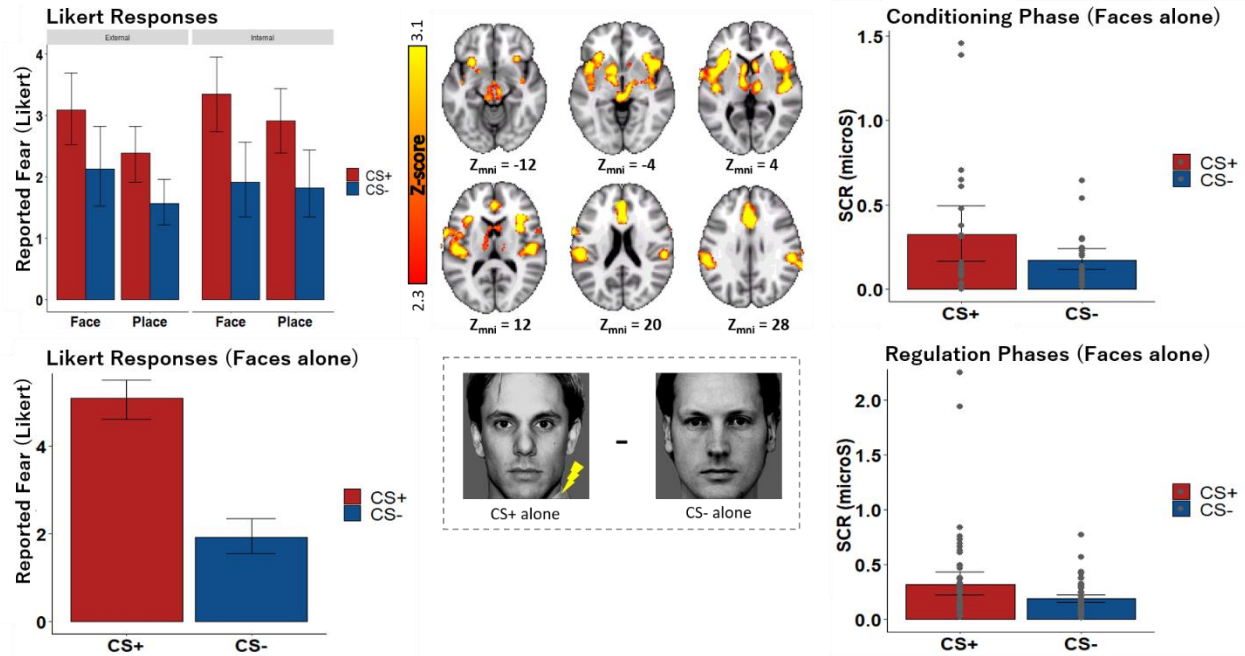 Likert Responses
External Internal
Reported Fear (Likert)
4
3
2
1
0
Face Place Face Place
CS+
CS-
3.1
Z-score
2.3
Zmni = -12 Zmni = -4 Zmni = 4
Zmni = 12 Zmni = 20 Zmni = 28
Conditioning Phase (Faces alone)
SCR (microS)
1.5
1.0
0.5
0.0
CS+ CS-
CS+
CS-
Likert Responses (Faces alone)
Reported Fear (Likert)
4
2
0
CS+ CS-
CS+
CS-
-
CS+ alone CS- alone
Regulation Phases (Faces alone)
SCR (microS)
2.0
1.5
1.0
0.5
0.0
CS+ CS-
CS+
CS-